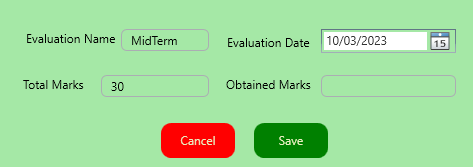 Evaluation Name MidTerm Evaluation Date 10/03/2023 15
Total Marks 30 Obtained Marks
Cancel Save